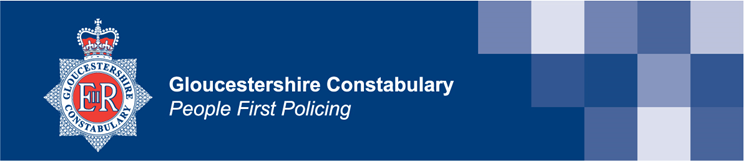 GLOUCESTERSHIRE
EIIR
CONSTABULARY
Gloucestershire Constabulary
People First Policing